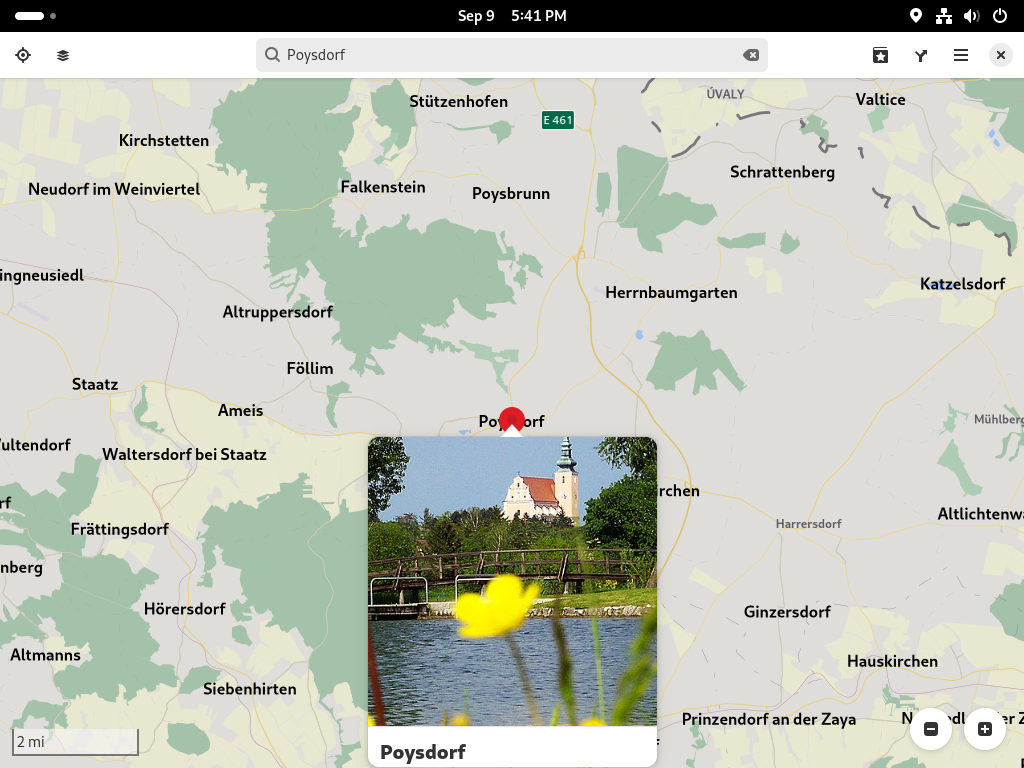 Sep 9 5:41 PM
Poysdorf
Stützenhofen
E 461
ÚVALY
Valtice
Kirchstetten
Schrattenberg
Neudorf im Weinviertel
Falkenstein
Poysbrunn
ingneusiedl
Katzelsdorf
Herrnbaumgarten
Altruppersdorf
Föllim
Staatz
Ameis
Mühlberg
Waltersdorf bei Staatz
rchen
Altlichtenwa
Harrersdorf
Frättingsdorf
nberg
Hörersdorf
Ginzersdorf
Altmanns
Hauskirchen
Siebenhirten
Prinzendorf an der Zaya
2 mi
Poysdorf